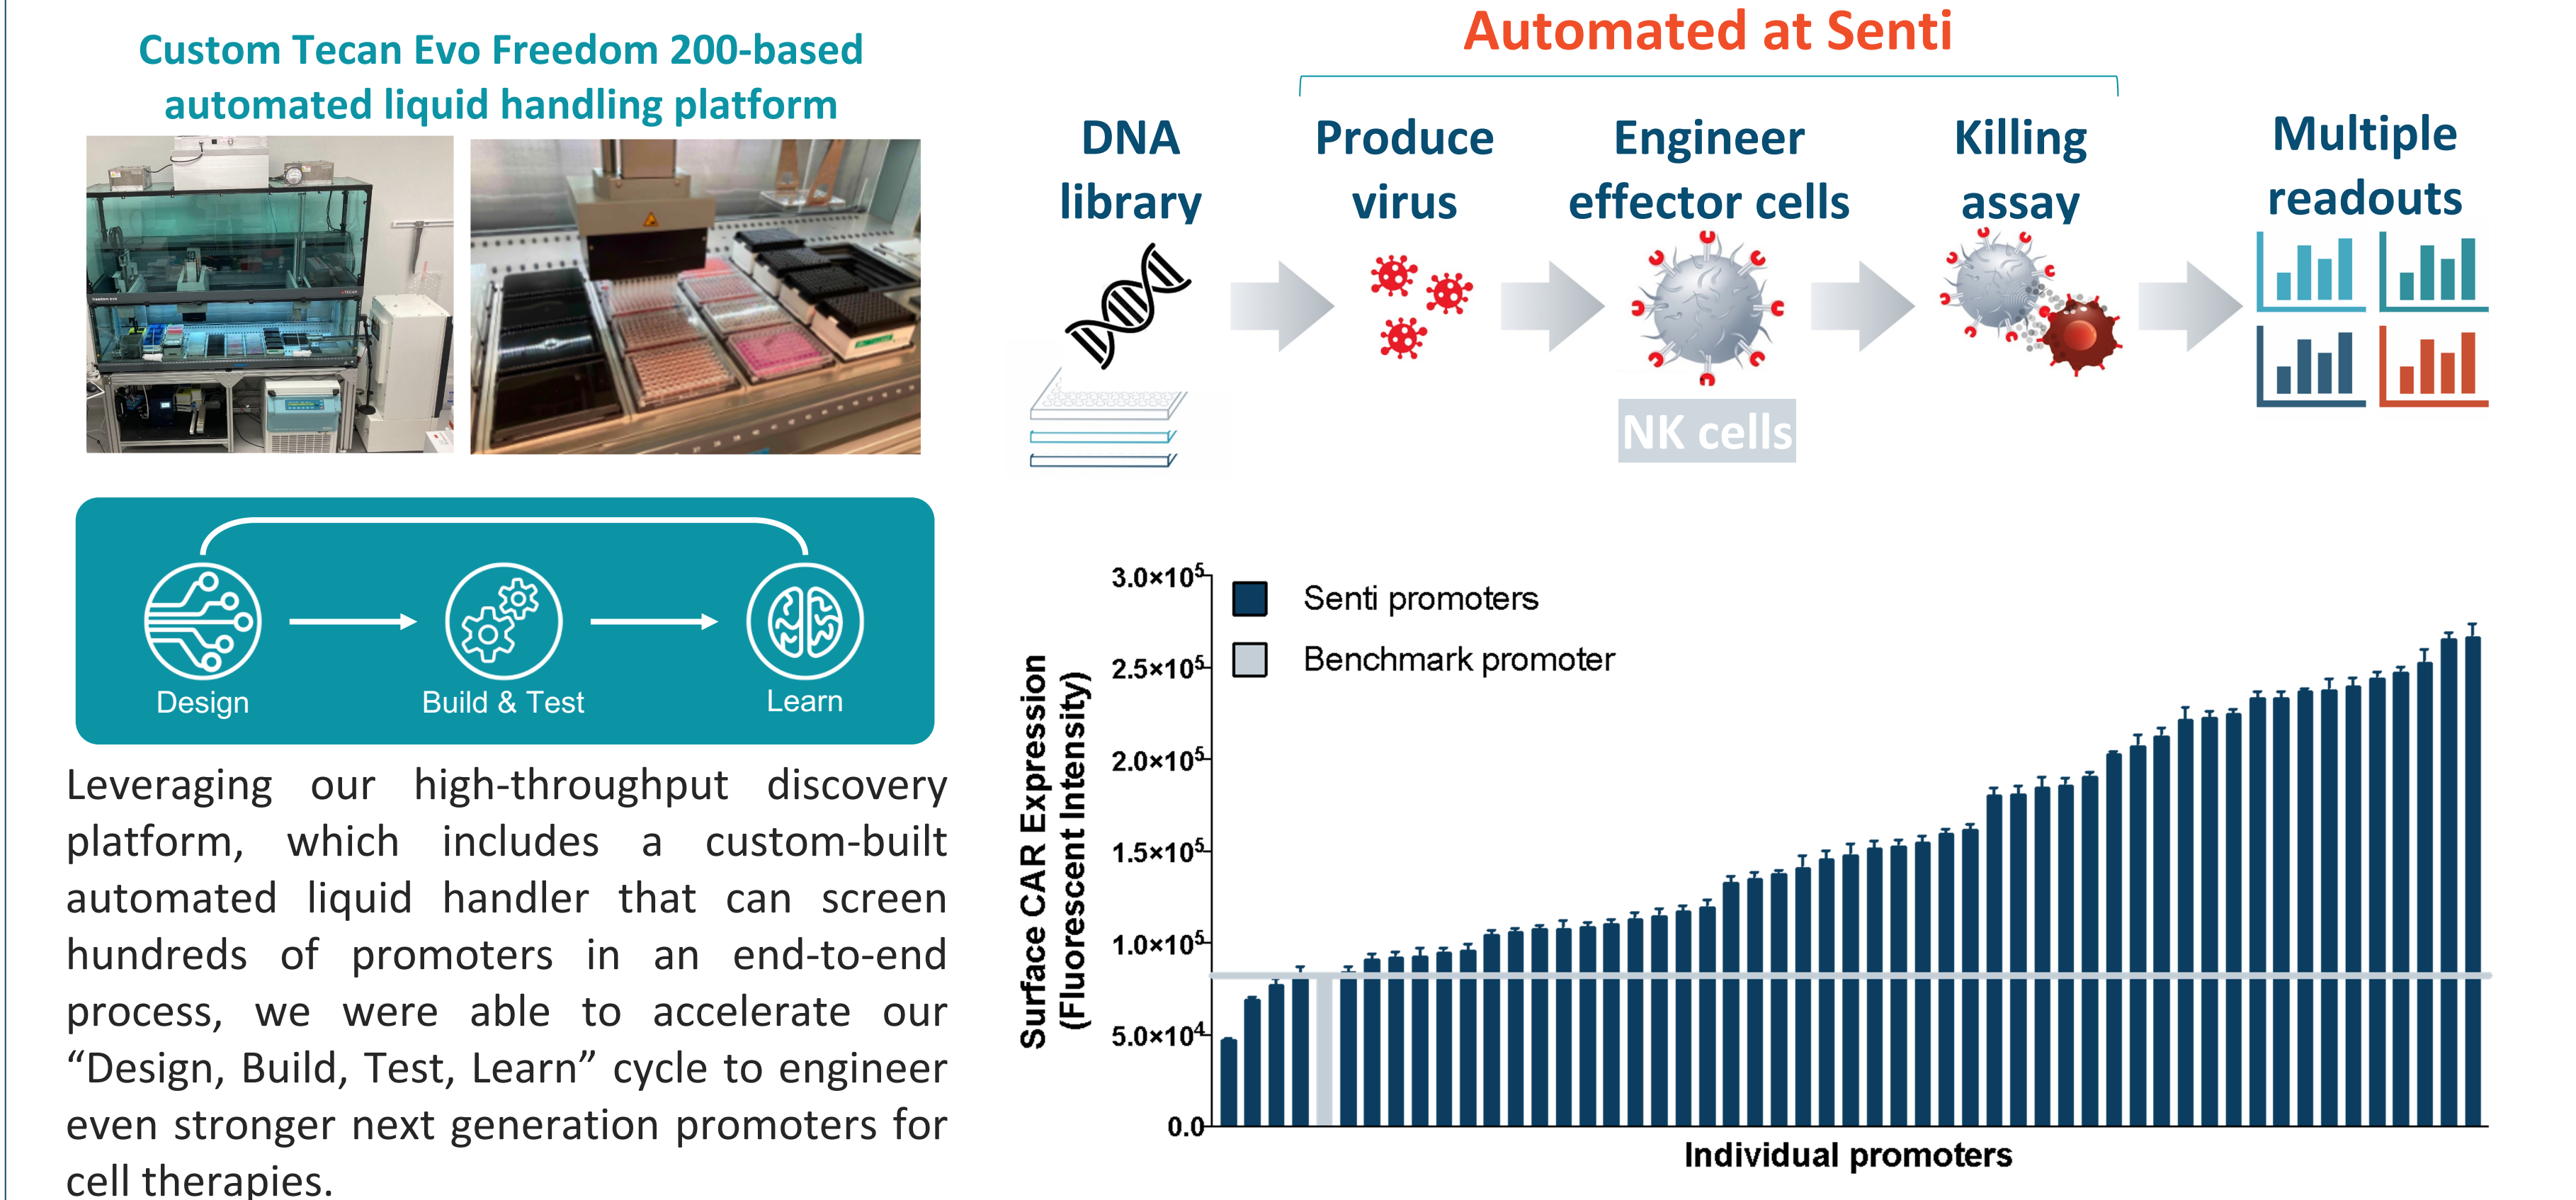 Custom Tecan Evo Freedom 200-based
automated liquid handling platform
Design
Build & Test
Learn
Leveraging our high-throughput discovery
platform, which includes a custom-built
automated liquid handler that can screen
hundreds of promoters in an end-to-end
process, we were able to accelerate our
“Design, Build, Test, Learn” cycle to engineer
even stronger next generation promoters for
cell therapies.
Automated at Senti
DNA
library
Produce
virus
Engineer
effector cells
Killing
assay
Multiple
readouts
NK cells
Senti promoters
Benchmark promoter
Surface CAR Expression
(Fluorescent Intensity)
3.0×10⁵
2.5×10⁵
2.0×10⁵
1.5×10⁵
1.0×10⁵
5.0×10⁴
0.0
Individual promoters